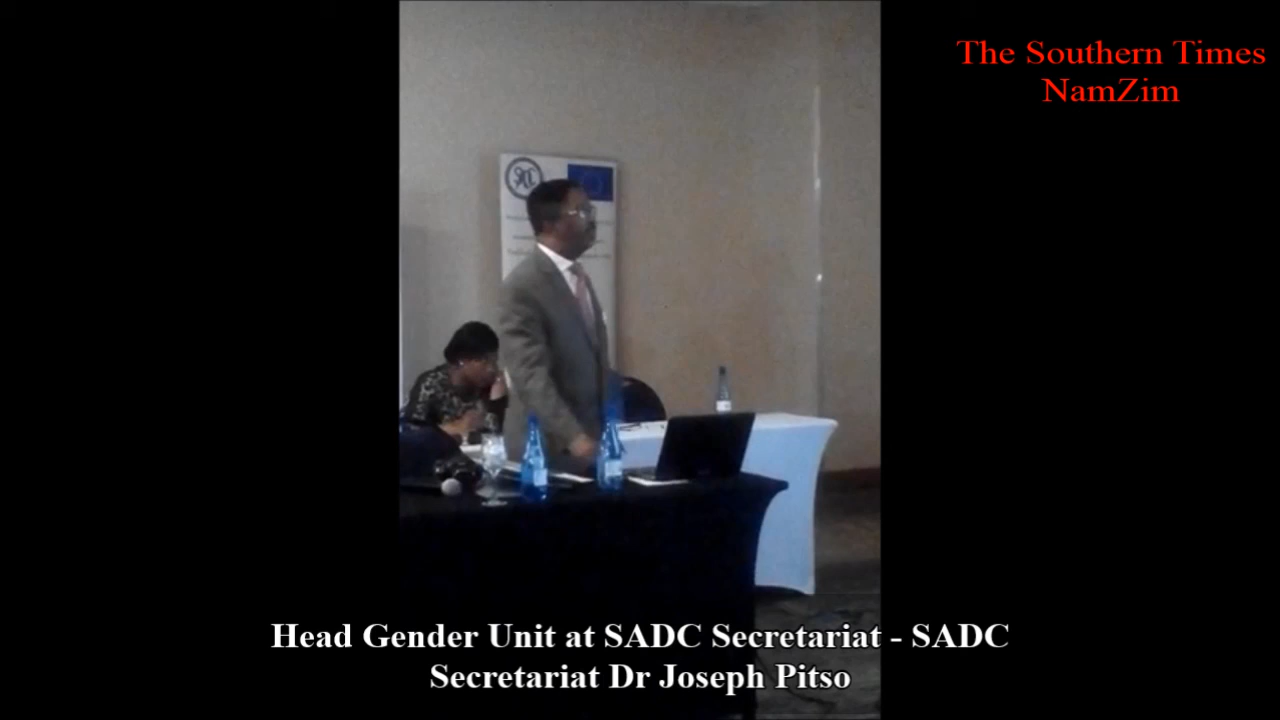 The Southern Times
NamZim
Head Gender Unit at SADC Secretariat - SADC
Secretariat Dr Joseph Pitso